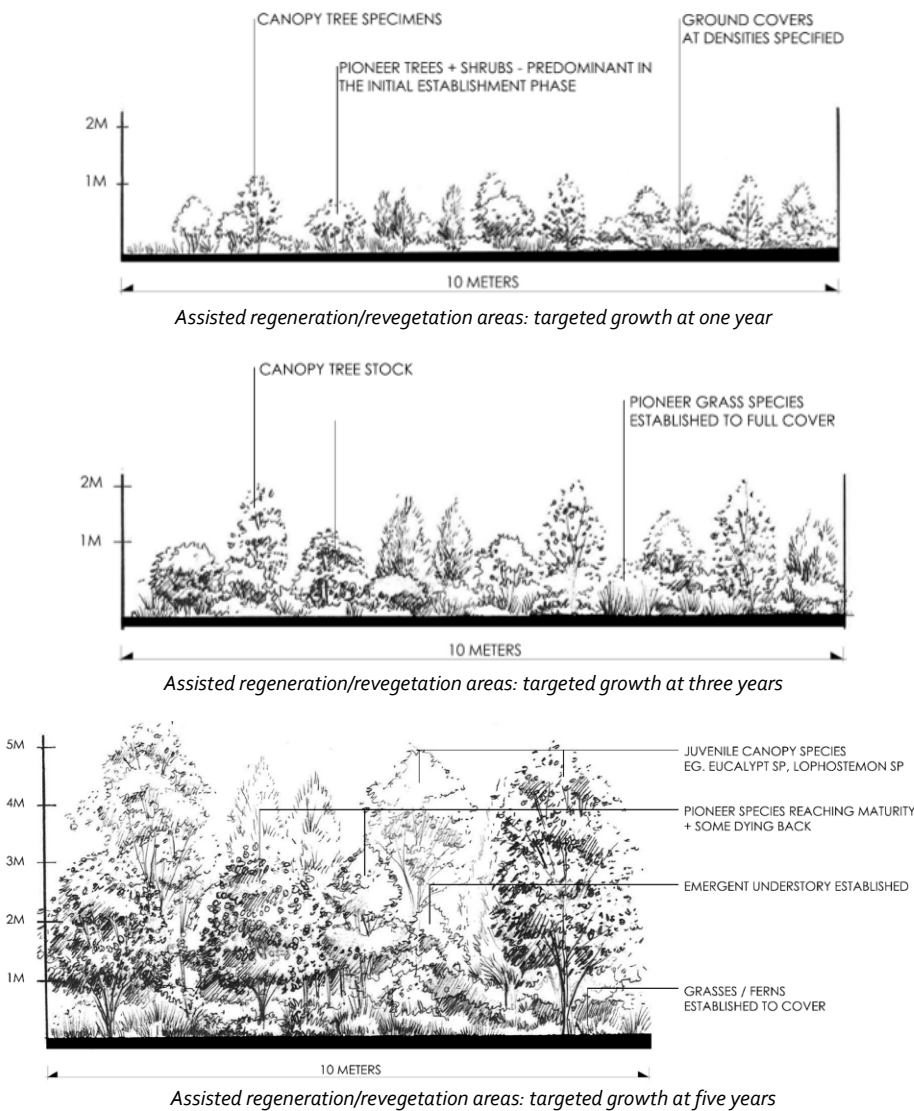 CANOPY TREE SPECIMENS
GROUND COVERS
AT DENSITIES SPECIFIED
PIONEER TREES + SHRUBS - PREDOMINANT IN
THE INITIAL ESTABLISHMENT PHASE
2M
1M
10 METERS
Assisted regeneration/revegetation areas: targeted growth at one year
CANOPY TREE STOCK
PIONEER GRASS SPECIES
ESTABLISHED TO FULL COVER
2M
1M
10 METERS
Assisted regeneration/revegetation areas: targeted growth at three years
5M
JUVENILE CANOPY SPECIES
EG. EUCALYPT SP, LOPHOSTEMON SP
4M
PIONEER SPECIES REACHING MATURITY
+ SOME DYING BACK
3M
EMERGENT UNDERSTORY ESTABLISHED
2M
1M
GRASSES / FERNS
ESTABLISHED TO COVER
10 METERS
Assisted regeneration/revegetation areas: targeted growth at five years